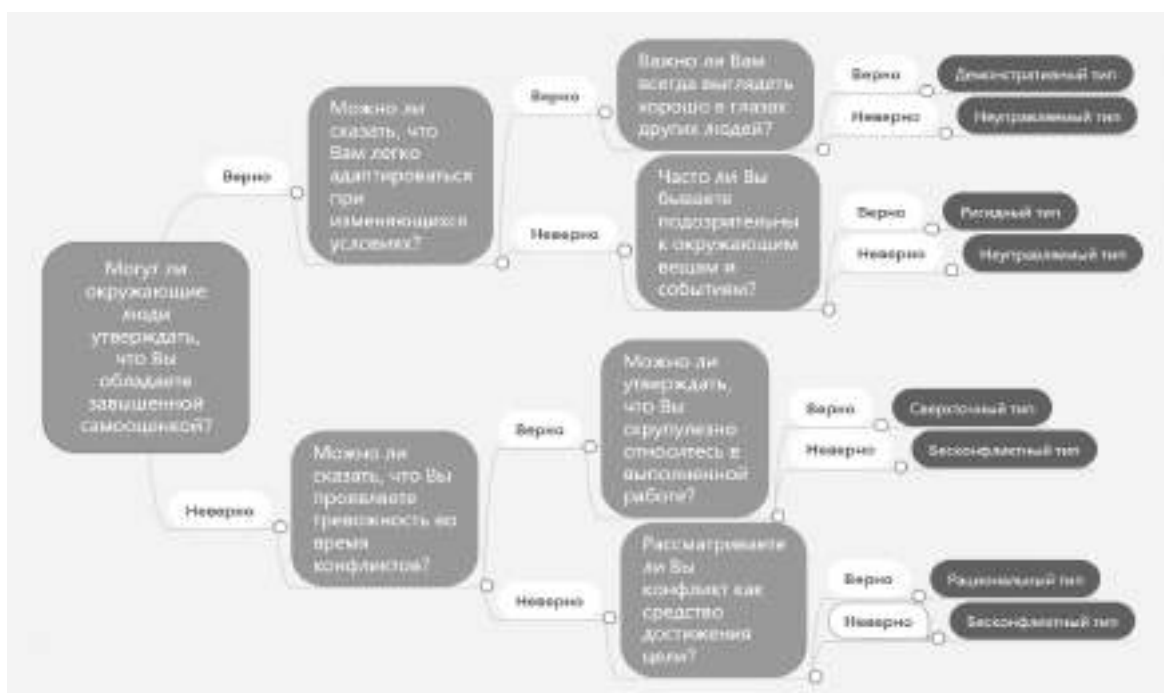 Могут ли
окружающие
люди
утверждать,
что Вы
обладаете
завышенной
самооценкой?
Верно
Можно ли
сказать, что
Вам легко
адаптироваться
при
изменяющихся
условиях?
Верно
Важно ли Вам
всегда выглядеть
хорошо в глазах
других людей?
Верно
Демонстративный тип
Неверно
Неуправляемый тип
Неверно
Часто ли Вы
бываете
подозрительны
к окружающим
вещам и
событиям?
Верно
Ригидный тип
Неверно
Неуправляемый тип
Неверно
Можно ли
сказать, что Вы
проявляете
тревожность во
время
конфликтов?
Верно
Можно ли
утверждать,
что Вы
скрупулезно
относитесь в
выполненной
работе?
Верно
Сверхточный тип
Неверно
Бесконфликтный тип
Неверно
Рассматриваете
ли Вы
конфликт как
средство
достижения
цели?
Верно
Рациональный тип
Неверно
Бесконфликтный тип